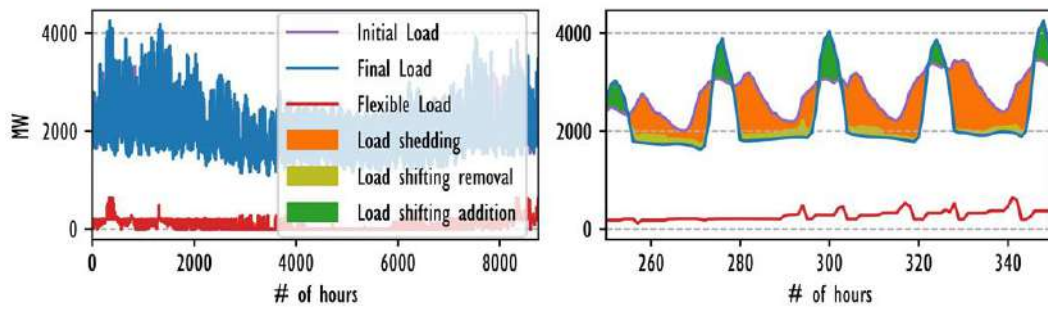 4000
2000
0
MW
0
2000
4000
6000
8000
# of hours
Initial Load
Final Load
Flexible Load
Load shedding
Load shifting removal
Load shifting addition
4000
2000
0
260
280
300
320
340
# of hours